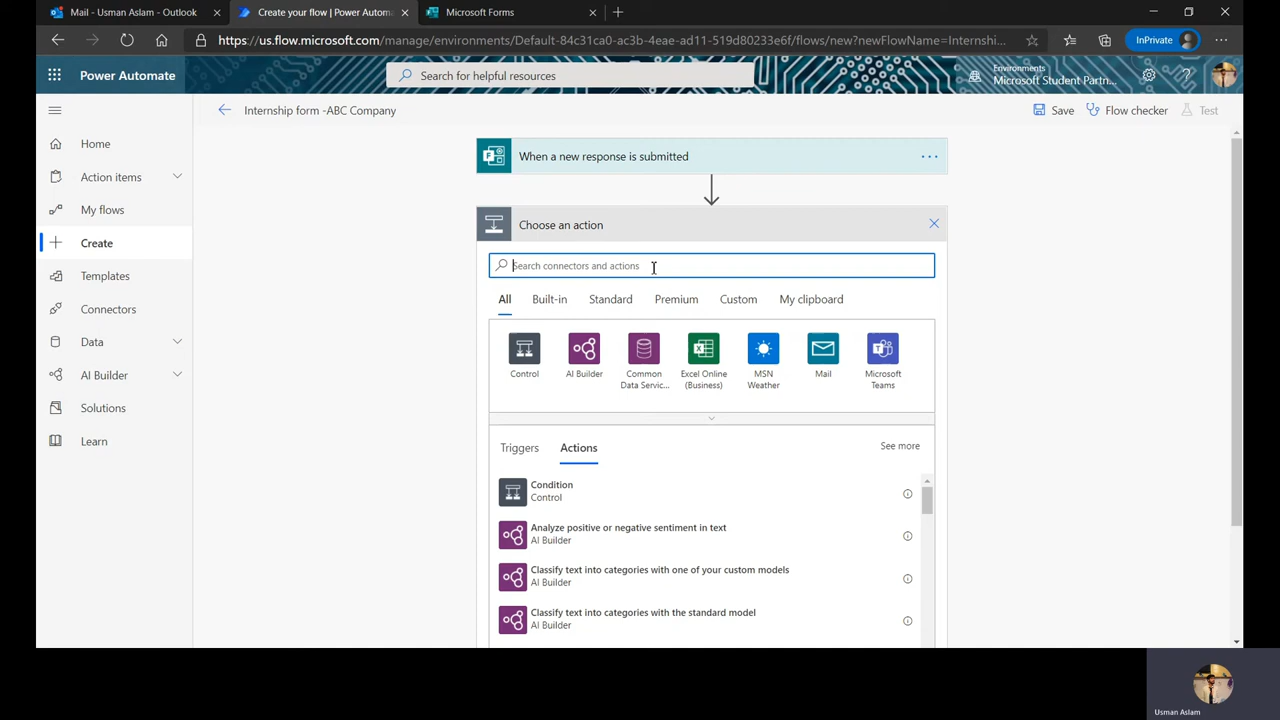 Mail - Usman Aslam - Outlook
Create your flow | Power Automa
Microsoft Forms
https://us.flow.microsoft.com/manage/environments/Default-84c31ca0-ac3b-4eae-ad11-519d80233e6f/flows/new?newFlowName=Internship...
InPrivate
Power Automate
Search for helpful resources
Environments
Microsoft Student Partn...
Internship form -ABC Company
Save
Flow checker
Test
Home
Action items
My flows
Create
Templates
Connectors
Data
AI Builder
Solutions
Learn
When a new response is submitted
Choose an action
Search connectors and actions
All
Built-in
Standard
Premium
Custom
My clipboard
Control
AI Builder
Common
Data Servic...
Excel Online
(Business)
MSN
Weather
Mail
Microsoft
Teams
Triggers
Actions
See more
Condition
Control
Analyze positive or negative sentiment in text
AI Builder
Classify text into categories with one of your custom models
AI Builder
Classify text into categories with the standard model
AI Builder
Usman Aslam